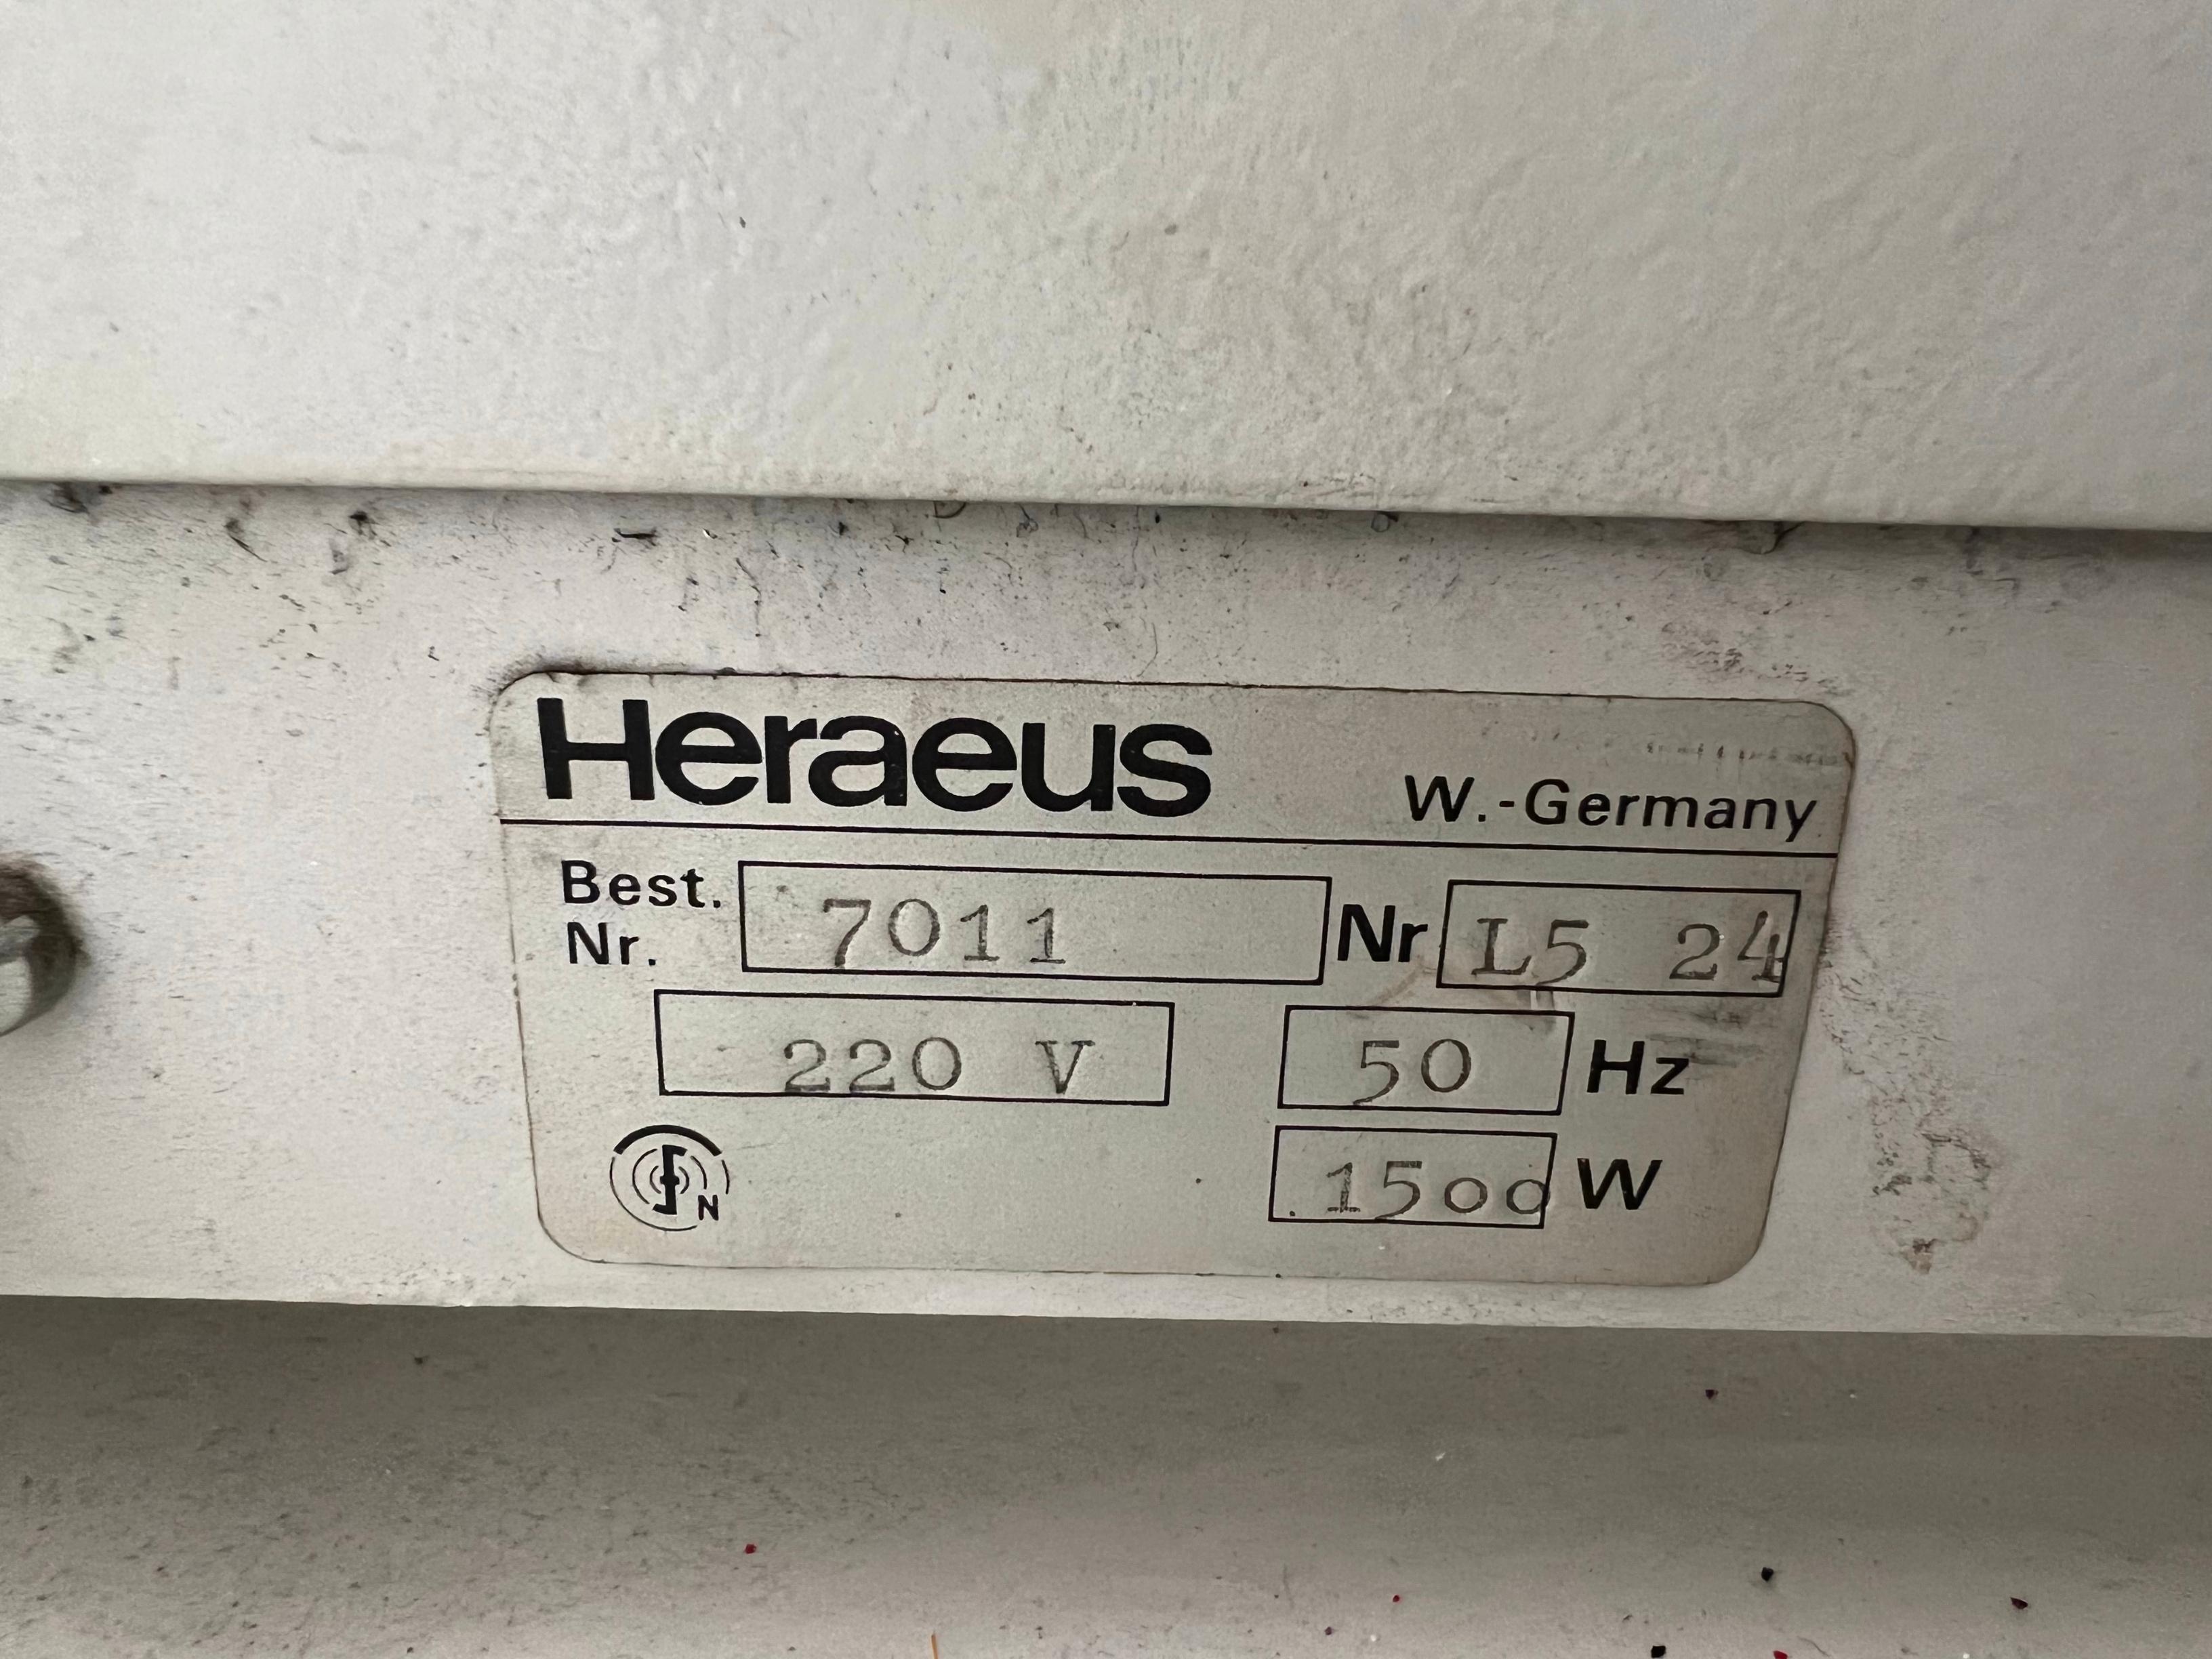 Heraeus
W.-Germany
Best. Nr. 7011 Nr L5 24
220 V 50 Hz
N 1500 W